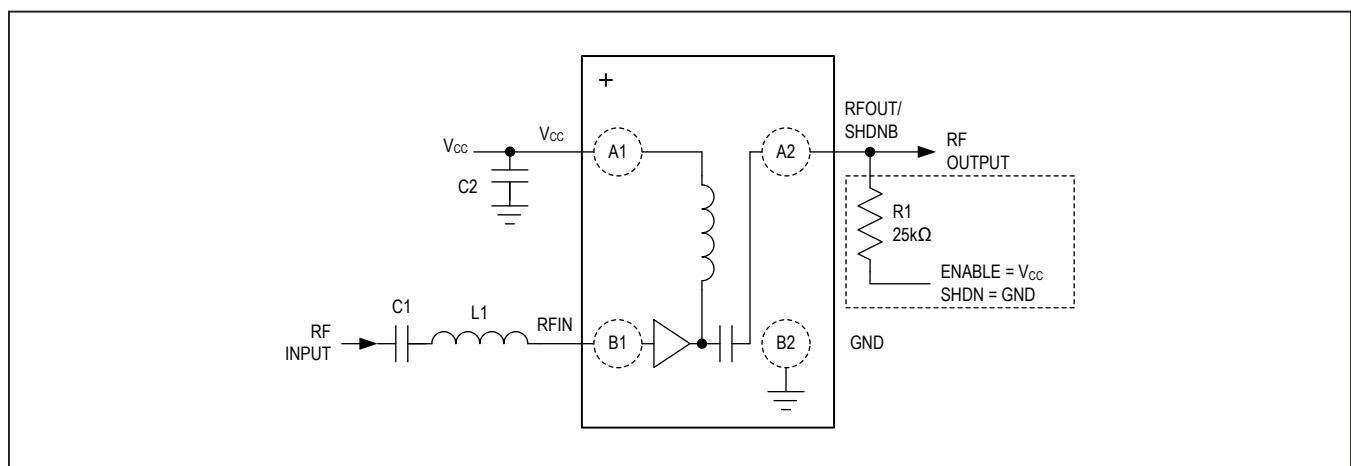 +
RFOUT/
SHDNB
VCC
VCC
A1
A2
RF
OUTPUT
C2
R1
25kΩ
ENABLE = VCC
SHDN = GND
C1
L1
RFIN
RF
INPUT
B1
B2
GND